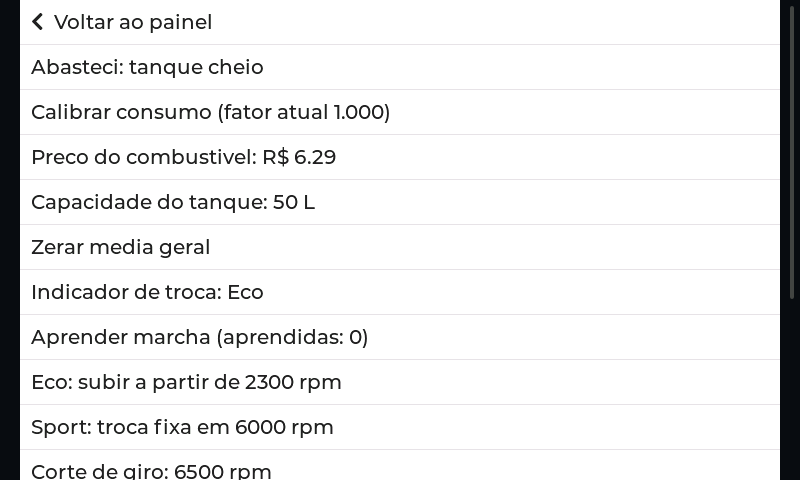 Voltar ao painel
Abasteci: tanque cheio
Calibrar consumo (fator atual 1.000)
Preco do combustivel: R$ 6.29
Capacidade do tanque: 50 L
Zerar media geral
Indicador de troca: Eco
Aprender marcha (aprendidas: 0)
Eco: subir a partir de 2300 rpm
Sport: troca fixa em 6000 rpm
Corte de giro: 6500 rpm